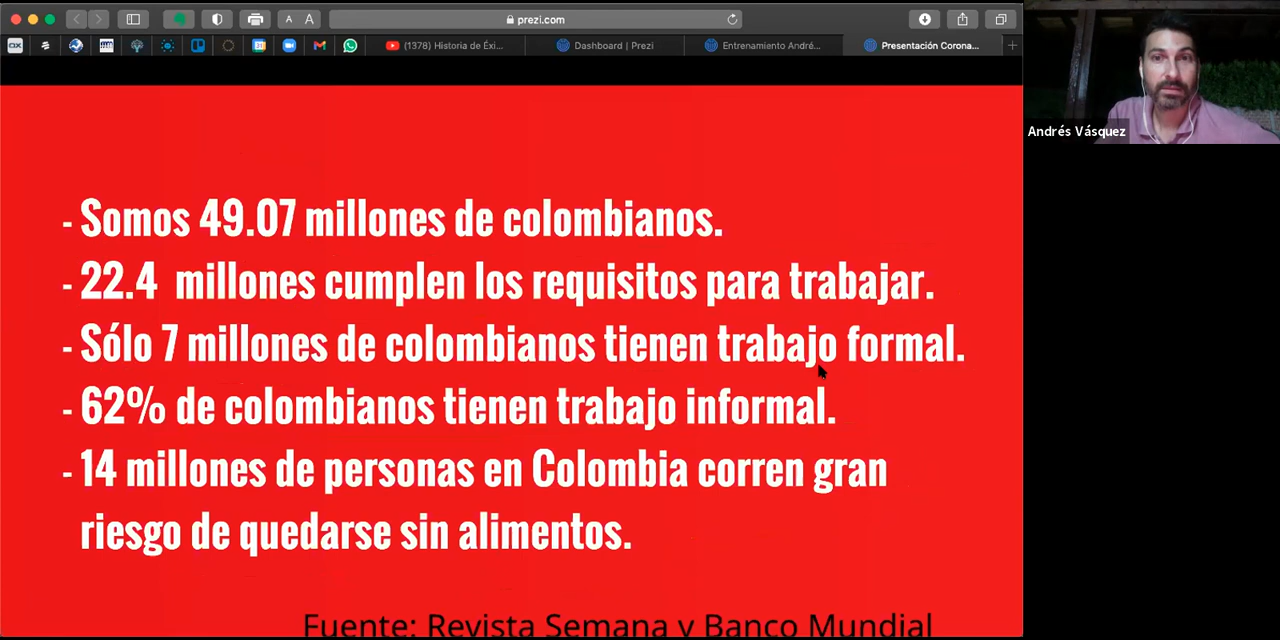 A A
prezi.com
OX
(1378) Historia de Éxi...
Dashboard | Prezi
Entrenamiento André...
Presentación Corona...
Andrés Vásquez
- Somos 49.07 millones de colombianos.
- 22.4 millones cumplen los requisitos para trabajar.
- Sólo 7 millones de colombianos tienen trabajo formal.
- 62% de colombianos tienen trabajo informal.
- 14 millones de personas en Colombia corren gran
riesgo de quedarse sin alimentos.
Fuente: Revista Semana y Banco Mundial